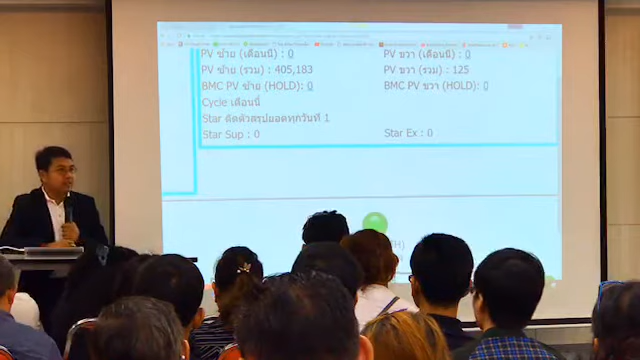 PV ซ้าย (เดือนนี้) : 0
PV ขวา (เดือนนี้) : 0
PV ซ้าย (รวม) : 405,183
PV ขวา (รวม) : 125
BMC PV ซ้าย (HOLD): 0
BMC PV ขวา (HOLD): 0
Cycle เดือนนี้
Star ตัดตัวสรุปยอดทุกวันที่ 1
Star Sup : 0
Star Ex : 0